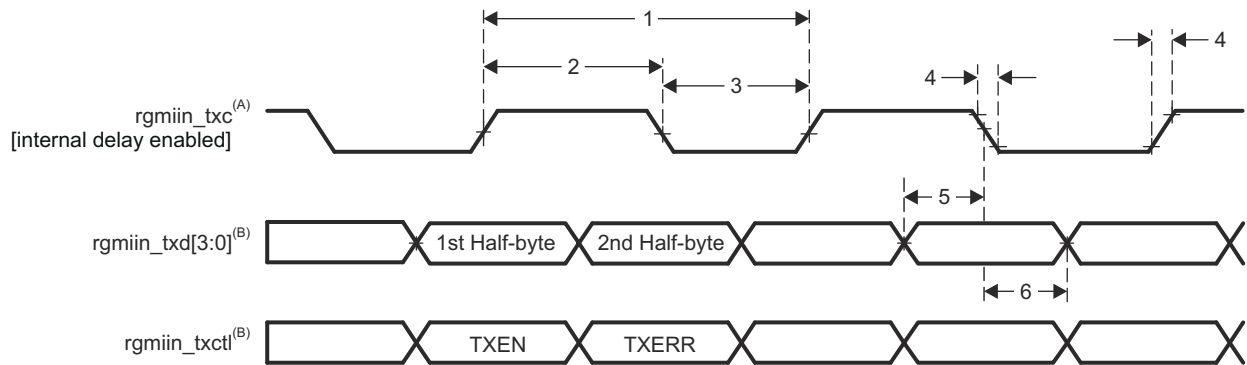 1
2
3
4
4
rgmiin_txc(A)
[internal delay enabled]
5
rgmiin_txd[3:0](B)
1st Half-byte
2nd Half-byte
6
rgmiin_txctl(B)
TXEN
TXERR